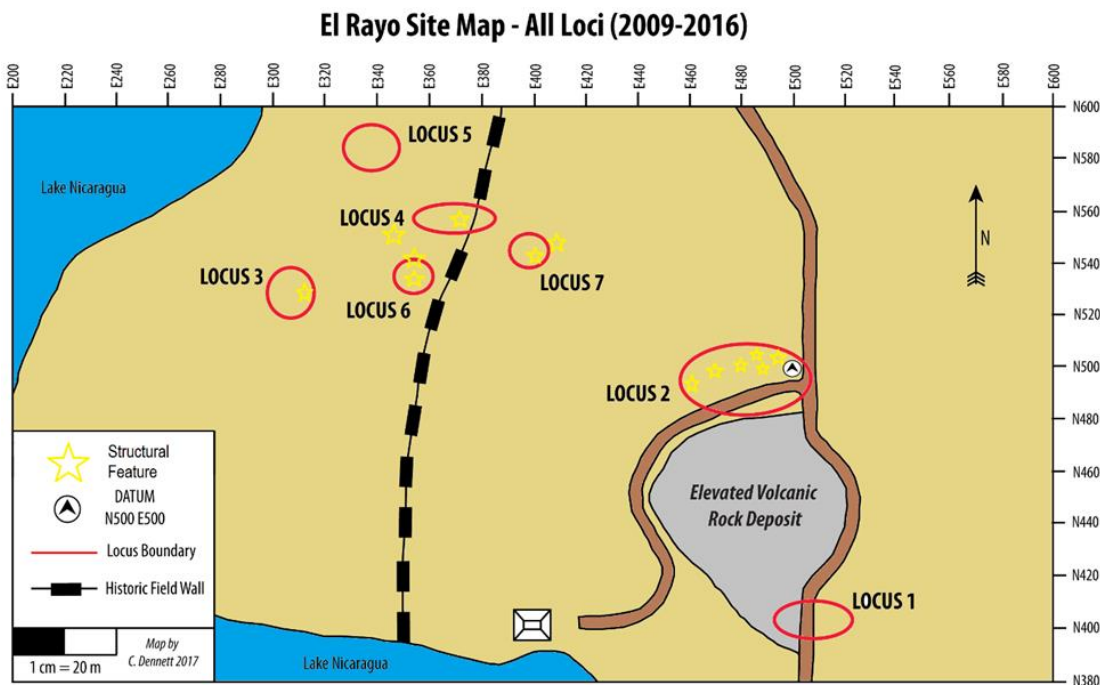 El Rayo Site Map - All Loci (2009-2016)
E200
E220
E240
E260
E280
E300
E320
E340
E360
E380
E400
E420
E440
E460
E480
E500
E520
E540
E560
E580
E600
N600
N580
N560
N540
N520
N500
N480
N460
N440
N420
N400
N380
Lake Nicaragua
LOCUS 5
LOCUS 4
LOCUS 3
LOCUS 6
LOCUS 7
N
LOCUS 2
Elevated Volcanic
Rock Deposit
LOCUS 1
Structural
Feature
DATUM
N500 E500
Locus Boundary
Historic Field Wall
1 cm = 20 m
Map by
C. Dennett 2017
Lake Nicaragua